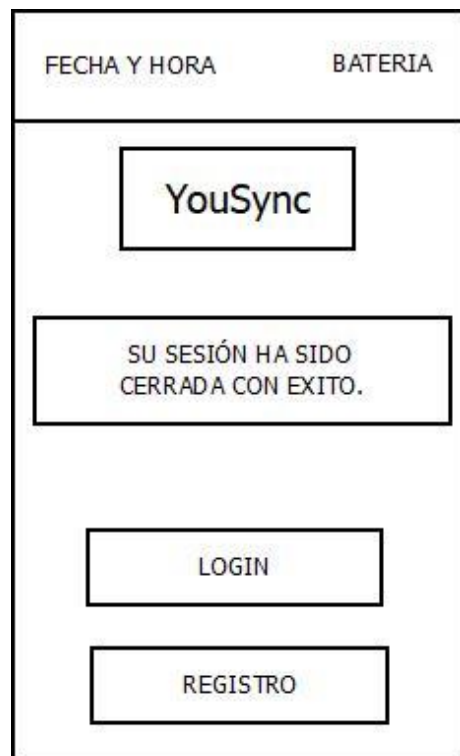 FECHA Y HORA BATERIA
YouSync
SU SESIÓN HA SIDO
CERRADA CON EXITO.
LOGIN
REGISTRO